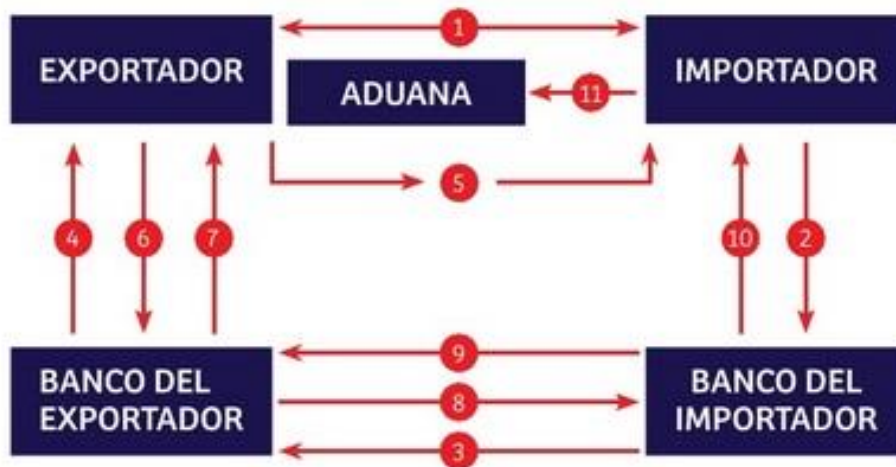 1
EXPORTADOR
ADUANA
11
IMPORTADOR
5
4
6
7
10
2
BANCO DEL
EXPORTADOR
9
8
3
BANCO DEL
IMPORTADOR